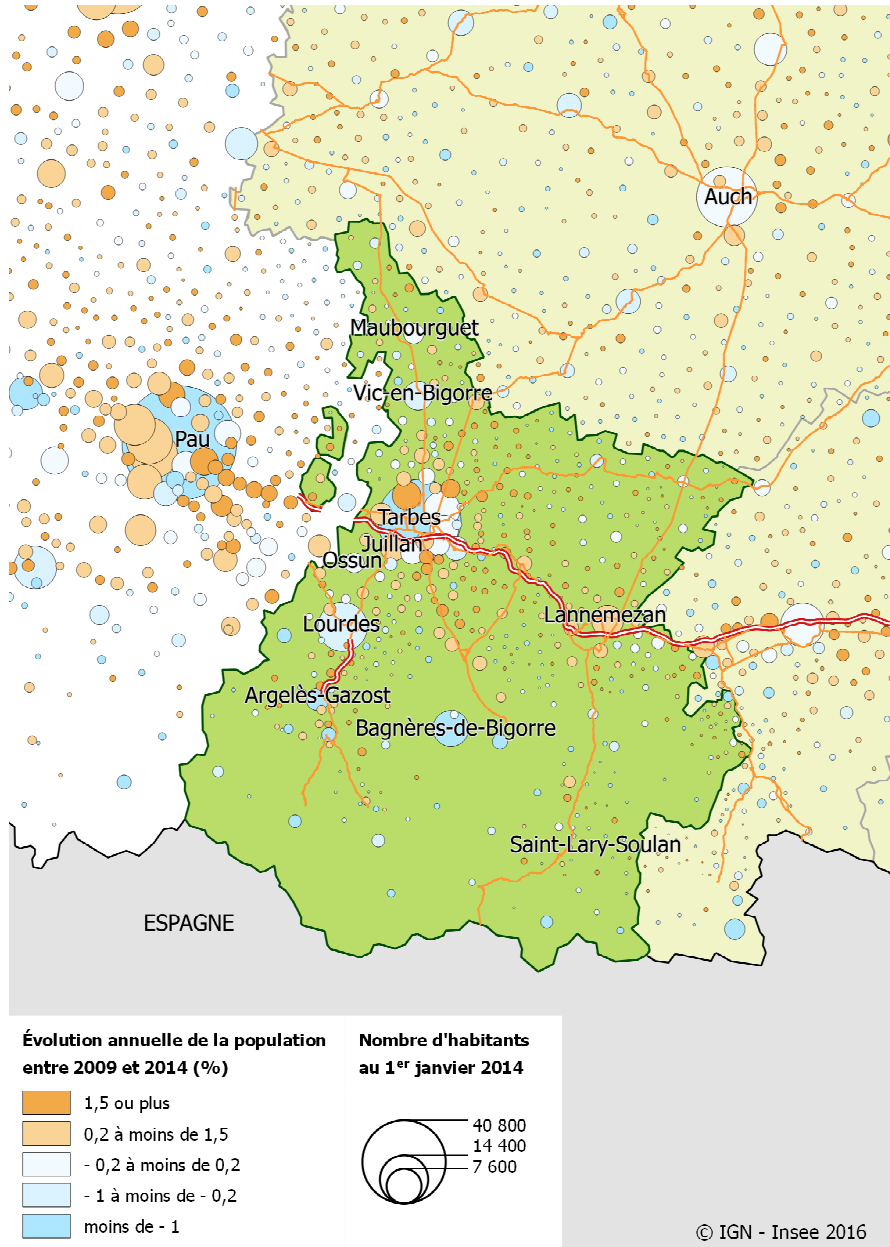 Auch
Maubourguet
Vic-en-Bigorre
Pau
Tarbes
Juillan
Ossun
Lannemezan
Lourdes
Argelès-Gazost
Bagnères-de-Bigorre
Saint-Lary-Soulan
ESPAGNE
Évolution annuelle de la population
entre 2009 et 2014 (%)
1,5 ou plus
0,2 à moins de 1,5
- 0,2 à moins de 0,2
- 1 à moins de - 0,2
moins de - 1
Nombre d'habitants
au 1er janvier 2014
40 800
14 400
7 600
© IGN - Insee 2016